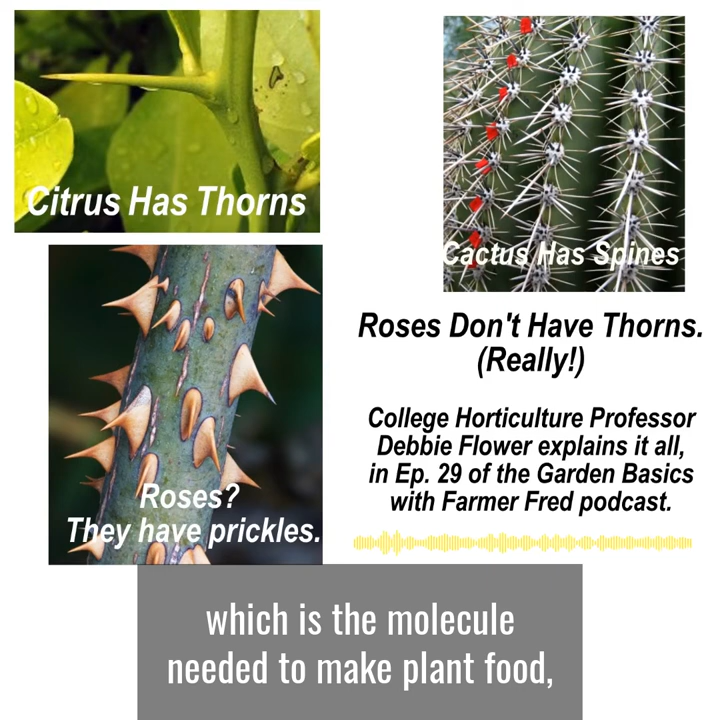 Citrus Has Thorns
Cactus Has Spines
Roses Don't Have Thorns.
(Really!)
College Horticulture Professor
Debbie Flower explains it all,
in Ep. 29 of the Garden Basics
with Farmer Fred podcast.
Roses?
They have prickles.
which is the molecule
needed to make plant food,